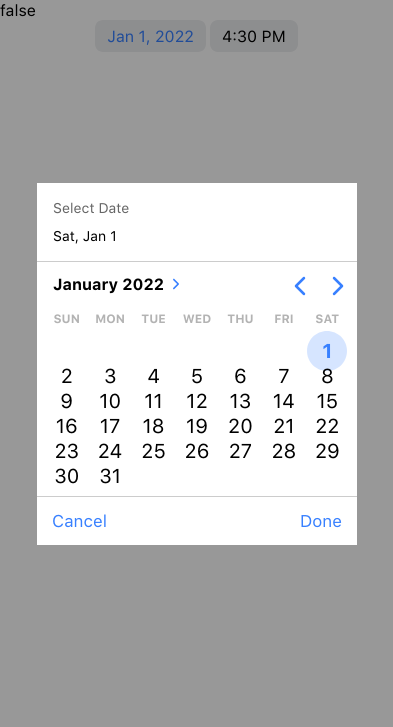 false
Jan 1, 2022 4:30 PM
Select Date
Sat, Jan 1
January 2022
SUN MON TUE WED THU FRI SAT
1
2 3 4 5 6 7 8
9 10 11 12 13 14 15
16 17 18 19 20 21 22
23 24 25 26 27 28 29
30 31
Cancel Done